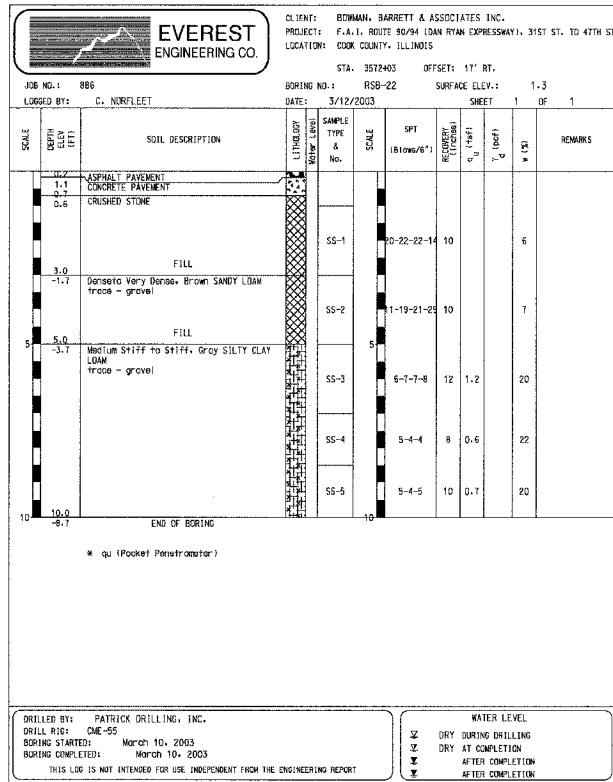 EVEREST
ENGINEERING CO.
CLIENT: BOWMAN, BARRETT & ASSOCIATES INC.
PROJECT: F.A.I. ROUTE 90/94 (DAN RYAN EXPRESSWAY), 31ST ST. TO 47TH ST
LOCATION: COOK COUNTY, ILLINOIS
STA. 3572+03 OFFSET: 17' RT.
JOB NO.: 886 BORING NO.: RSB-22 SURFACE ELEV.: 1.3
LOGGED BY: C. NORFLEET DATE: 3/12/2003 SHEET 1 OF 1
SCALE DEPTH ELEV (FT) SOIL DESCRIPTION LITHOLOGY Water Level SAMPLE TYPE & No. SCALE SPT (Blows/6") RECOVERY (inches) qu (tsf) γd (pcf) w (%) REMARKS
0.2 ASPHALT PAVEMENT
1.1 CONCRETE PAVEMENT
0.7
0.6 CRUSHED STONE
SS-1 20-22-22-14 10 6
FILL
3.0
-1.7 Denseto Very Dense, Brown SANDY LOAM
trace - gravel
SS-2 1-19-21-25 10 7
FILL
5 5.0 5
-3.7 Medium Stiff to Stiff, Gray SILTY CLAY
LOAM
trace - gravel
SS-3 6-7-7-8 12 1.2 20
SS-4 5-4-4 8 0.6 22
SS-5 5-4-5 10 0.7 20
10 10.0 10
-8.7 END OF BORING
* qu (Pocket Penetrometer)
DRILLED BY: PATRICK DRILLING, INC.
DRILL RIG: CME-55
BORING STARTED: March 10, 2003
BORING COMPLETED: March 10, 2003
THIS LOG IS NOT INTENDED FOR USE INDEPENDENT FROM THE ENGINEERING REPORT
WATER LEVEL
DRY DURING DRILLING
DRY AT COMPLETION
AFTER COMPLETION
AFTER COMPLETION